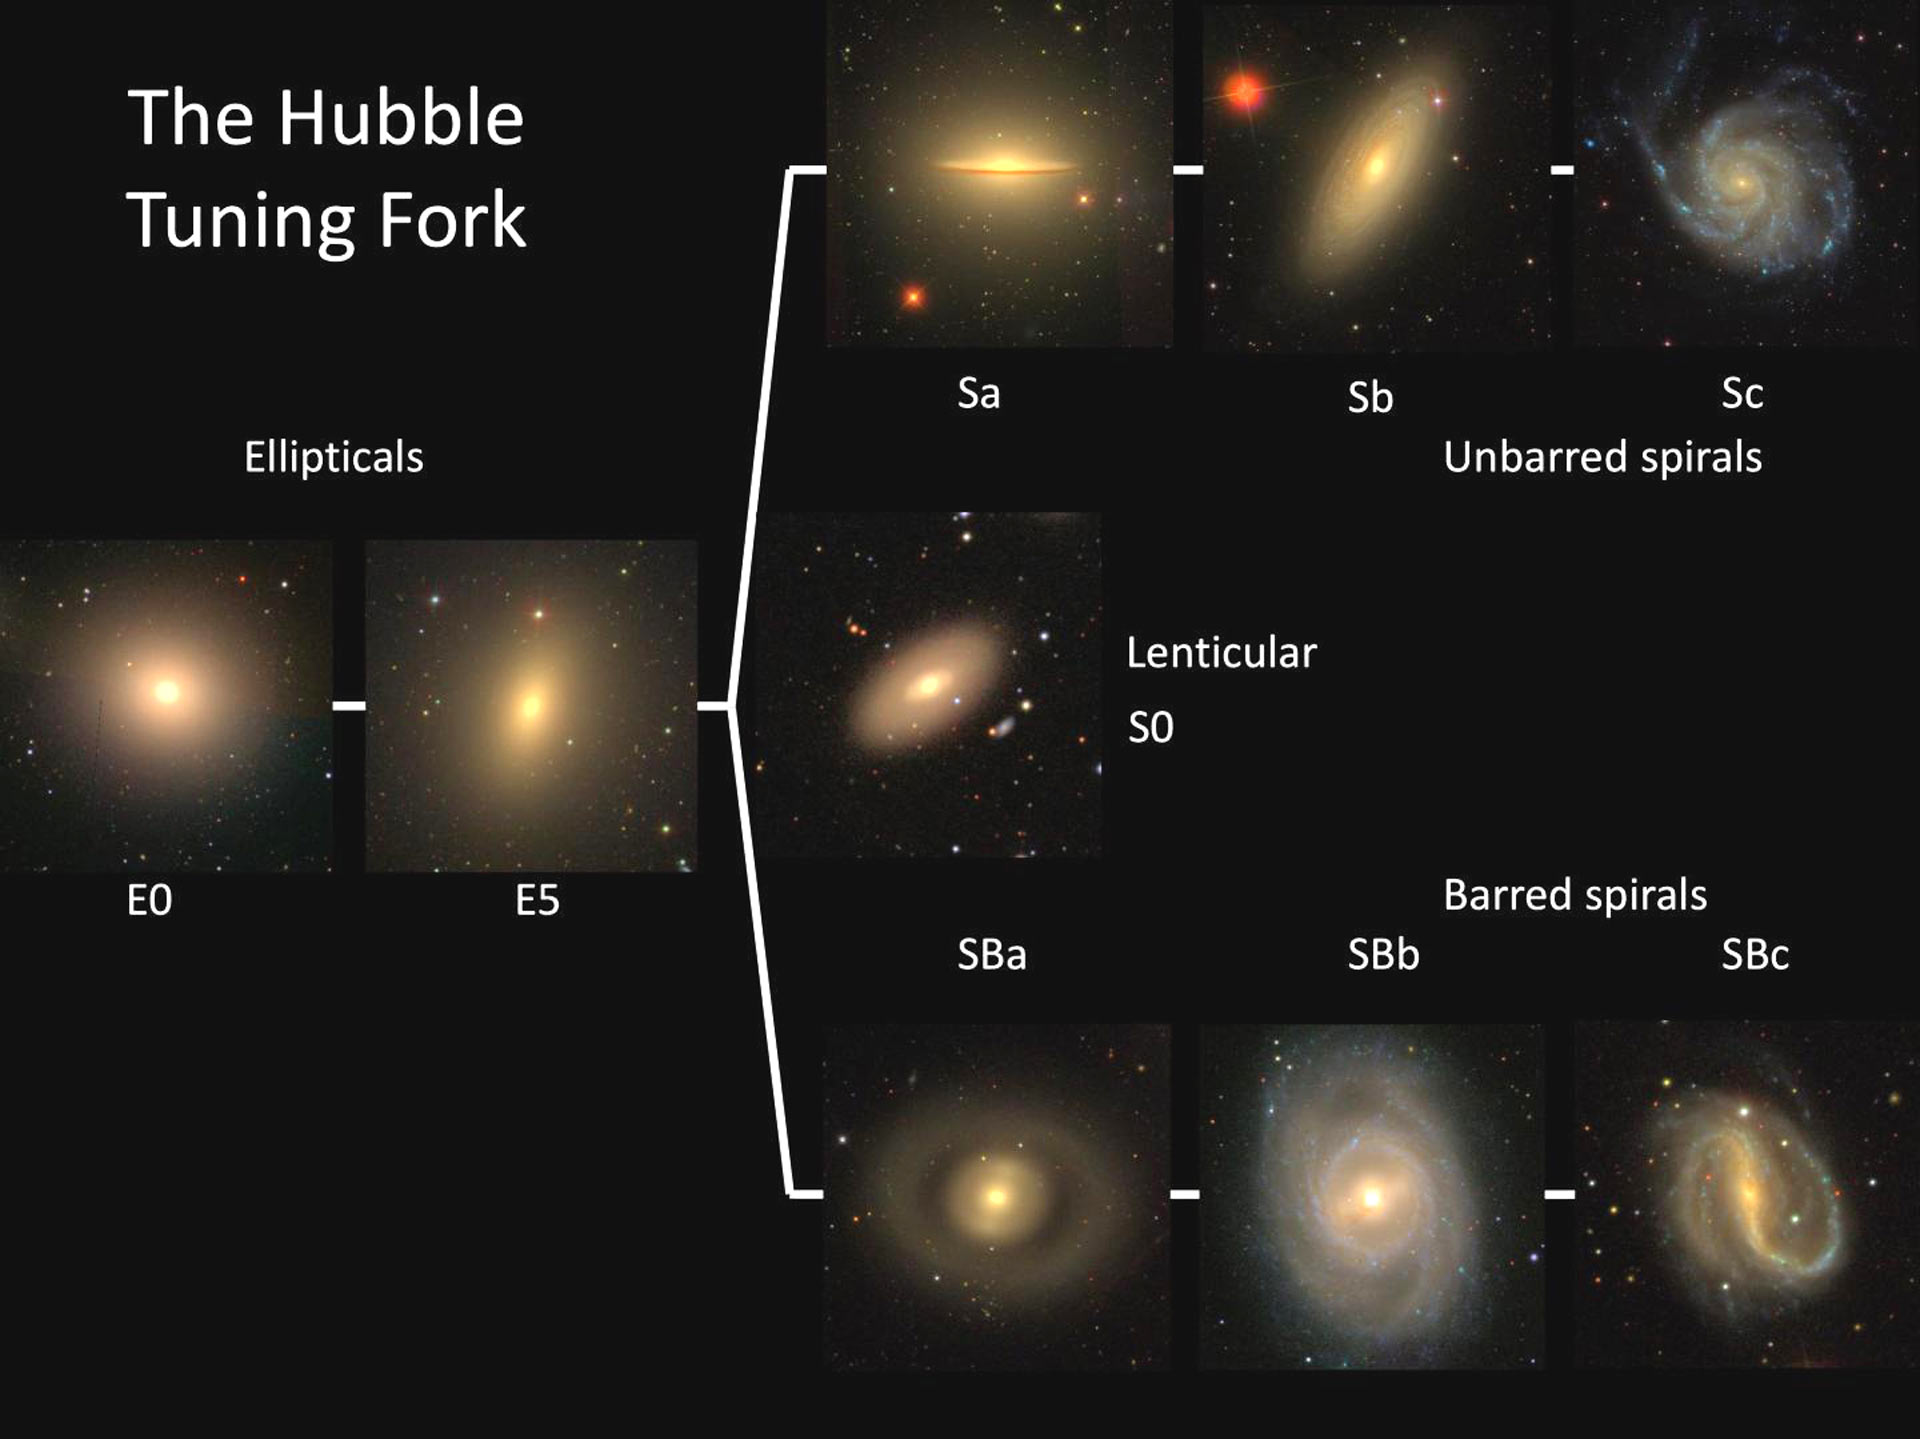 The Hubble
Tuning Fork
Sa
Sb
Sc
Ellipticals
Unbarred spirals
Lenticular
S0
E0
E5
Barred spirals
SBa
SBb
SBc